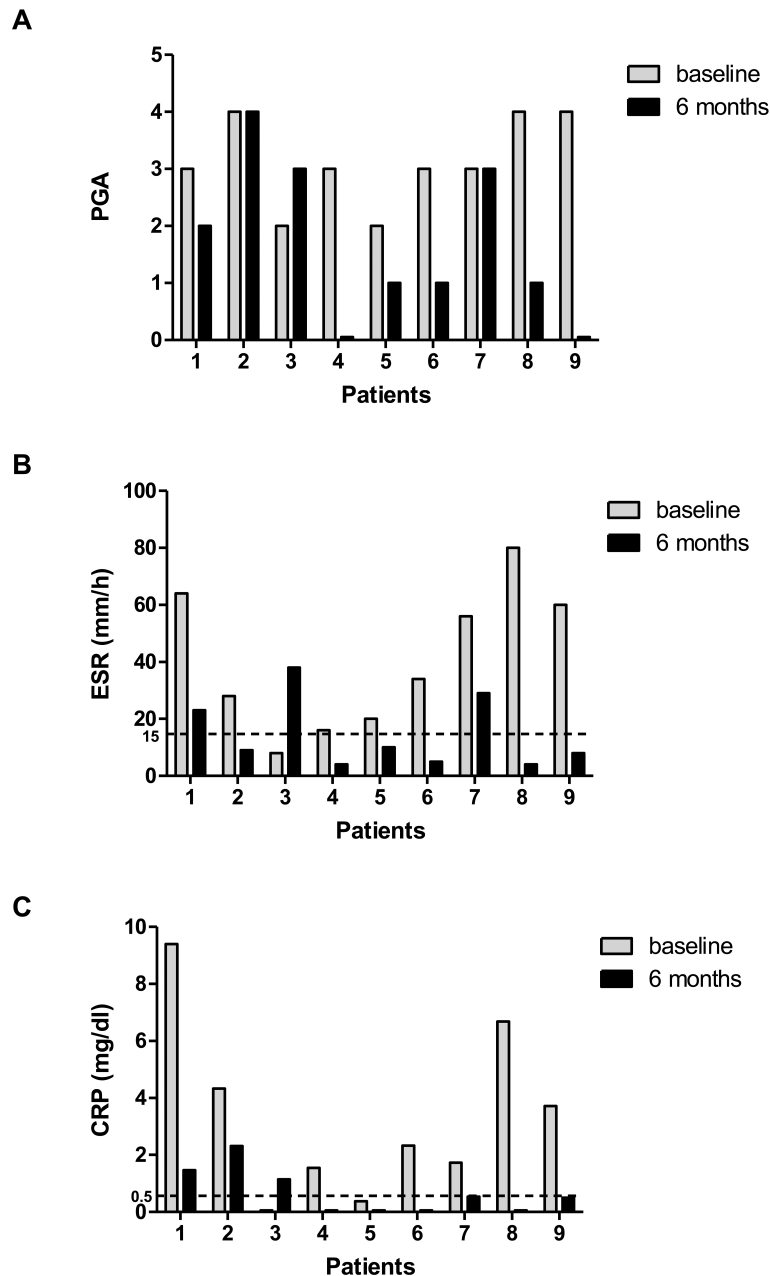 A
5
4
3
2
1
0
PGA
1 2 3 4 5 6 7 8 9
Patients
baseline
6 months
B
100
80
60
40
20
15
0
ESR (mm/h)
1 2 3 4 5 6 7 8 9
Patients
baseline
6 months
C
10
8
6
4
2
0.5
0
CRP (mg/dl)
1 2 3 4 5 6 7 8 9
Patients
baseline
6 months